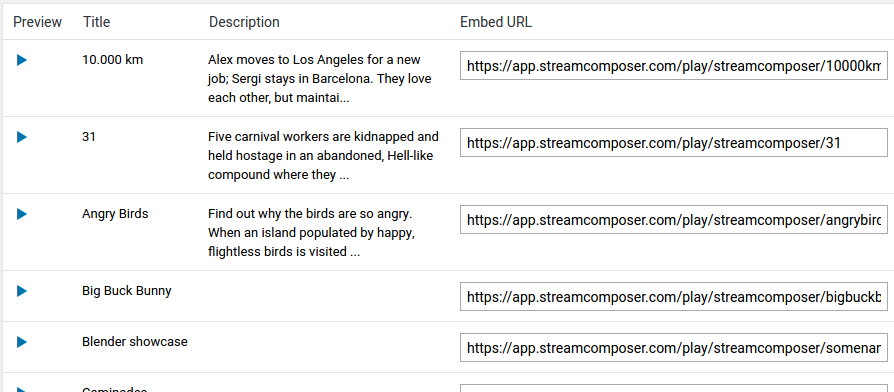 Preview Title Description Embed URL
10.000 km
Alex moves to Los Angeles for a new
job; Sergi stays in Barcelona. They love
each other, but maintai...
https://app.streamcomposer.com/play/streamcomposer/10000km
31
Five carnival workers are kidnapped and
held hostage in an abandoned, Hell-like
compound where they ...
https://app.streamcomposer.com/play/streamcomposer/31
Angry Birds
Find out why the birds are so angry.
When an island populated by happy,
flightless birds is visited ...
https://app.streamcomposer.com/play/streamcomposer/angrybird
Big Buck Bunny
https://app.streamcomposer.com/play/streamcomposer/bigbuckb
Blender showcase
https://app.streamcomposer.com/play/streamcomposer/somenam